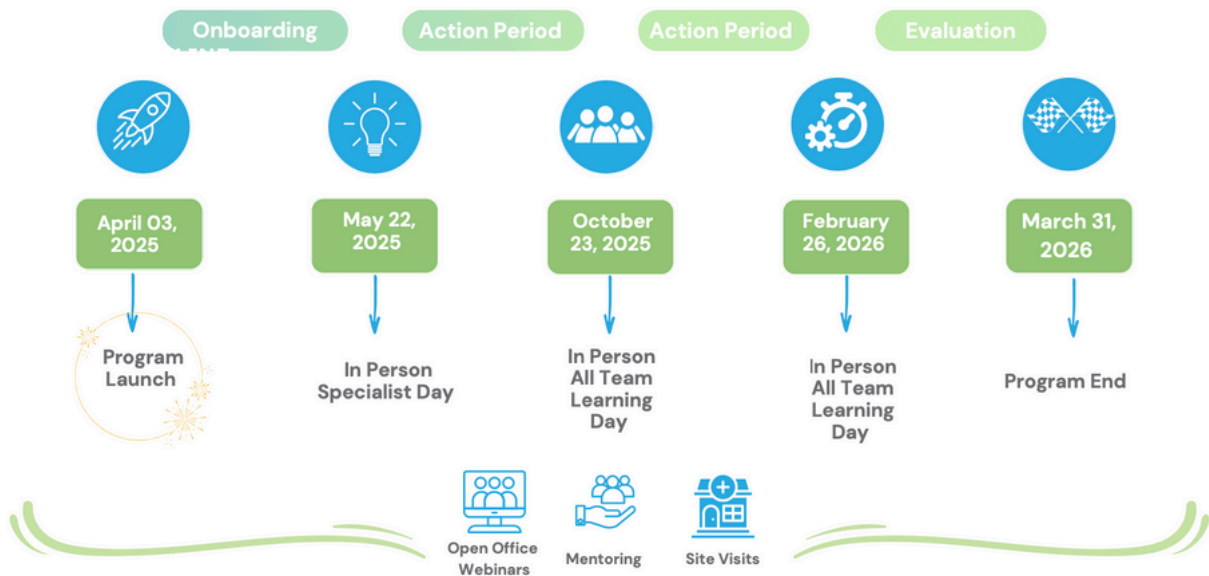 Onboarding
Action Period
Action Period
Evaluation
April 03,
2025
May 22,
2025
October
23, 2025
February
26, 2026
March 31,
2026
Program
Launch
In Person
Specialist Day
In Person
All Team
Learning
Day
In Person
All Team
Learning
Day
Program End
Open Office
Webinars
Mentoring
Site Visits